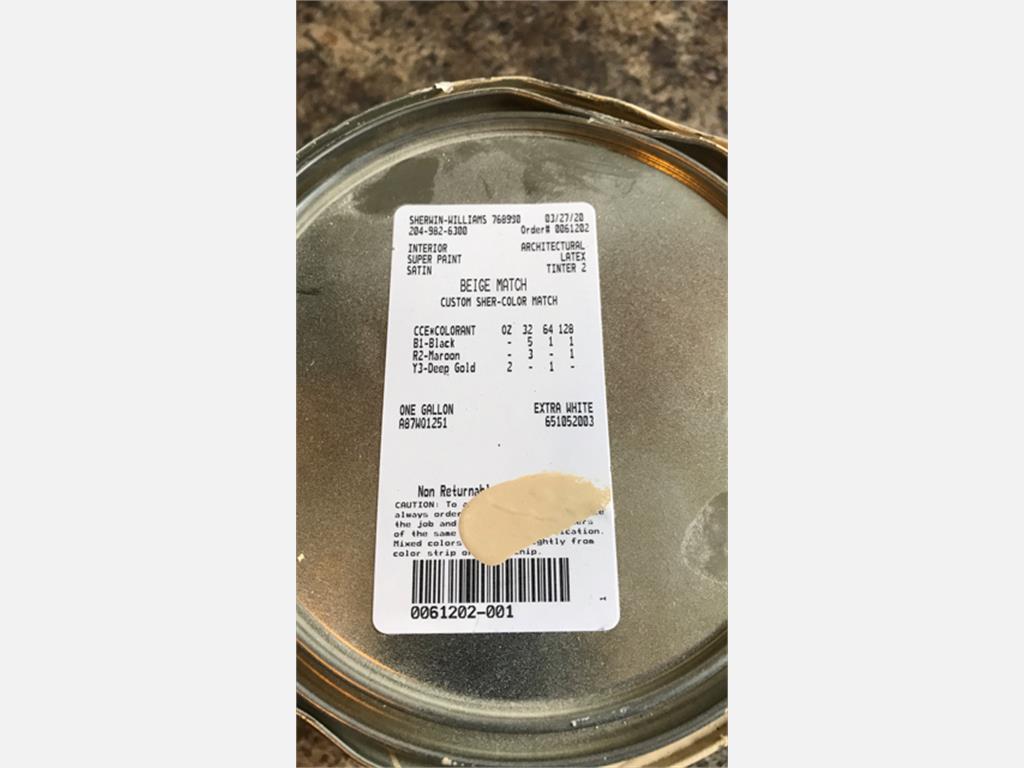 SHERWIN-WILLIAMS 768990 03/27/20
204-982-6300 Order# 0061202
INTERIOR ARCHITECTURAL
SUPER PAINT LATEX
SATIN TINTER 2
BEIGE MATCH
CUSTOM SHER-COLOR MATCH
CCE*COLORANT OZ 32 64 128
B1-Black - 5 1 1
R2-Maroon - 3 - 1
Y3-Deep Gold 2 - 1 -
ONE GALLON EXTRA WHITE
A87W01251 651052003
Non
CAUTION: To
always
the job and
of the same
Mixed colors from
color strip
0061202-001